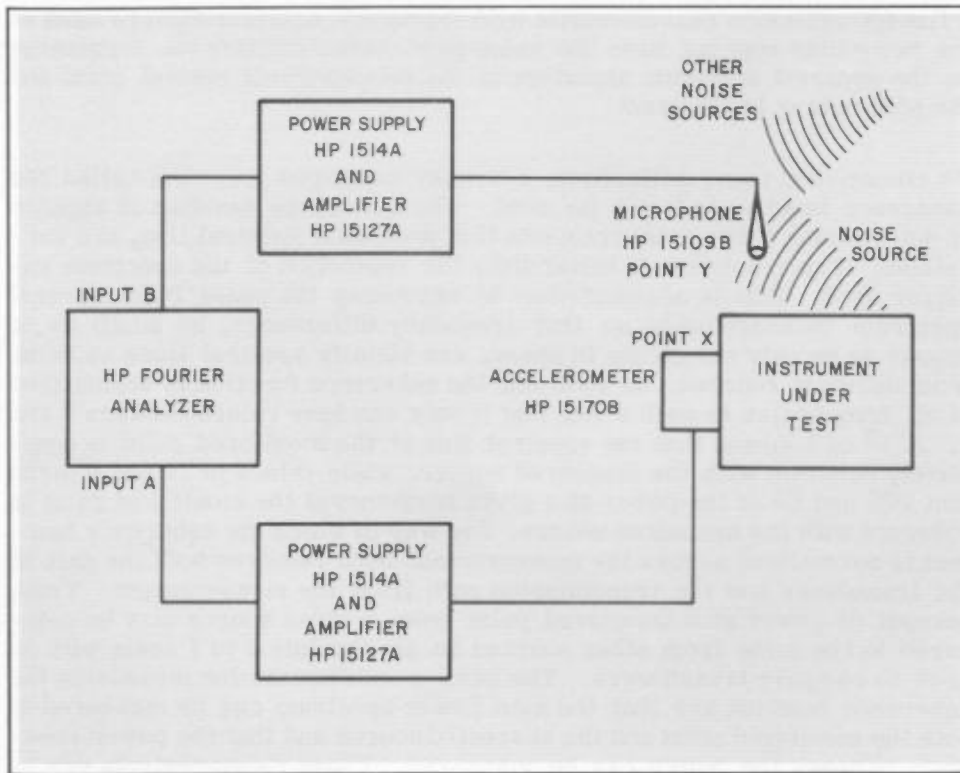 OTHER
NOISE
SOURCES
POWER SUPPLY
HP 1514A
AND
AMPLIFIER
HP 15127A
MICROPHONE
HP 15109B
POINT Y
NOISE
SOURCE
INPUT B
HP FOURIER
ANALYZER
INPUT A
POINT X
ACCELEROMETER
HP 15170B
INSTRUMENT
UNDER
TEST
POWER SUPPLY
HP 1514A
AND
AMPLIFIER
HP 15127A